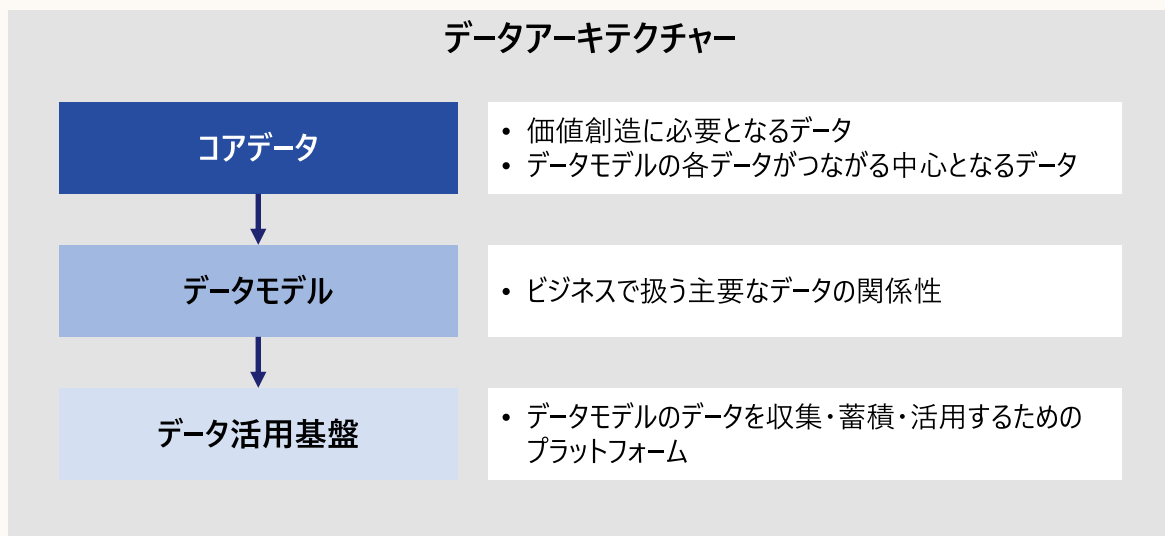 データアーキテクチャー
コアデータ
• 価値創造に必要となるデータ
• データモデルの各データがつながる中心となるデータ
データモデル
• ビジネスで扱う主要なデータの関係性
データ活用基盤
• データモデルのデータを収集・蓄積・活用するための
プラットフォーム